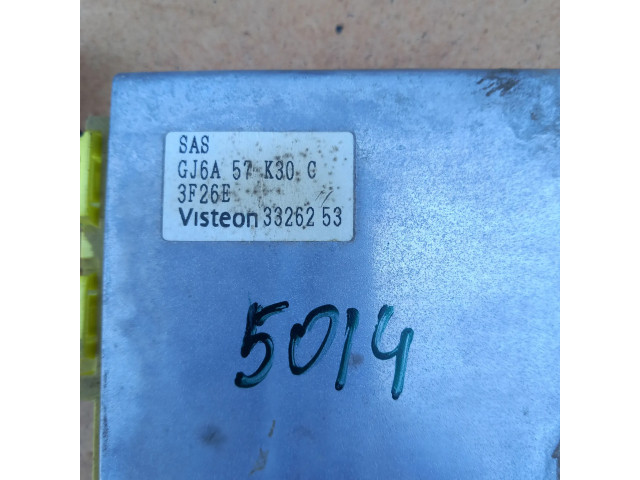 SAS
GJ6A 57 K30 C
3F26E
Visteon 33262 53
5014